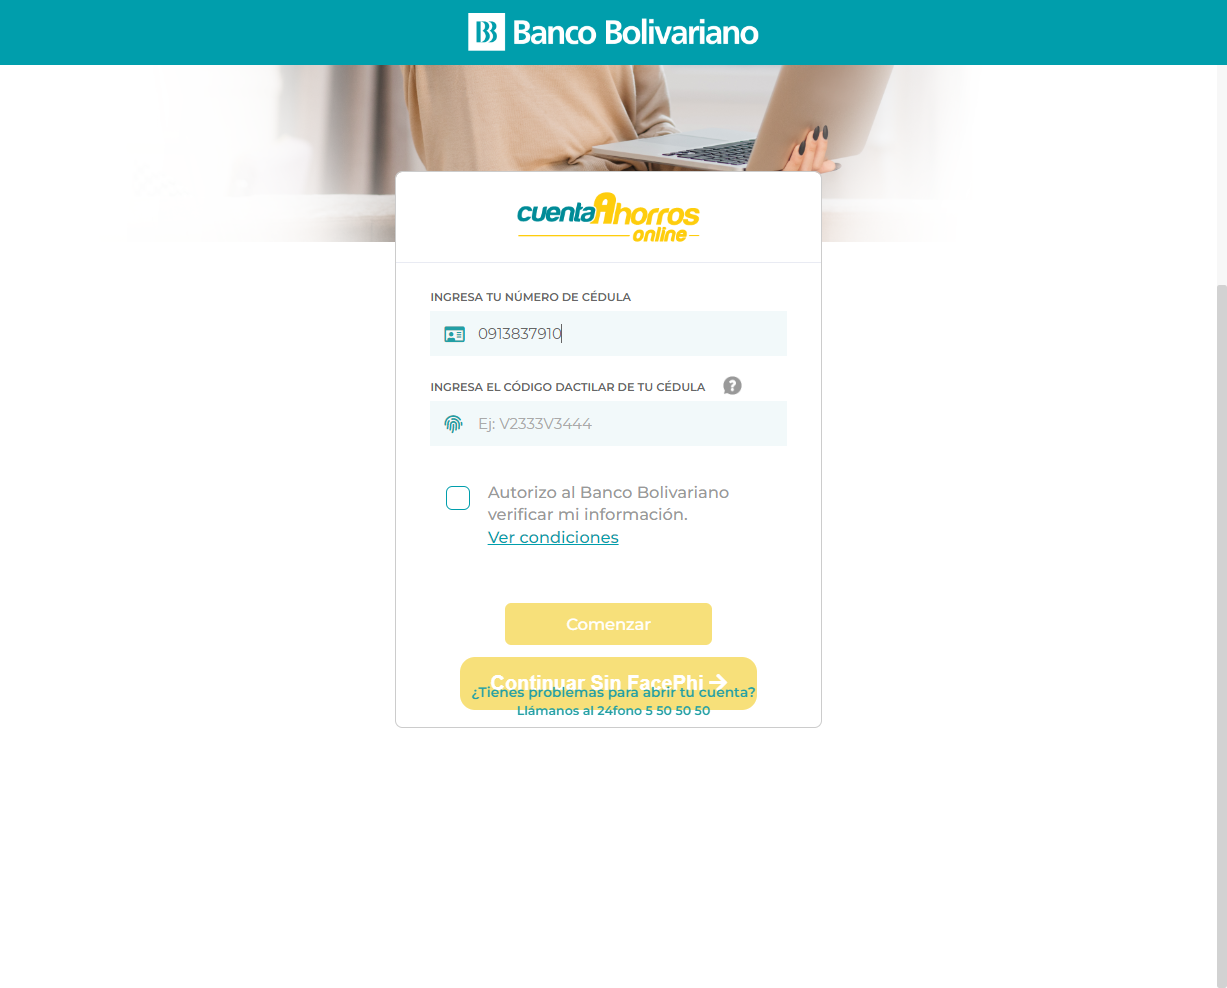 Banco Bolivariano
cuentaAhorros
online
INGRESA TU NÚMERO DE CÉDULA
0913837910
INGRESA EL CÓDIGO DACTILAR DE TU CÉDULA
Ej: V2333V3444
Autorizo al Banco Bolivariano
verificar mi información.
Ver condiciones
Comenzar
Continuar Sin FacePhi
¿Tienes problemas para abrir tu cuenta?
Llámanos al 24fono 5 50 50 50